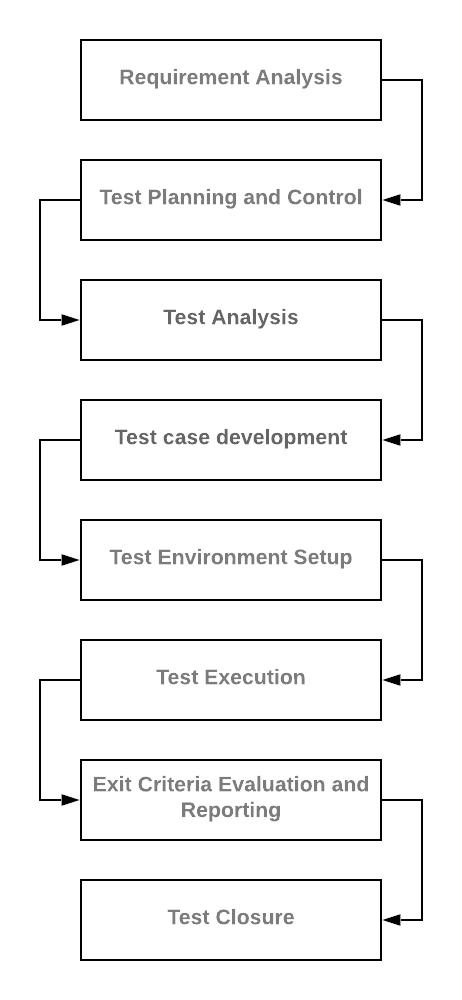 Requirement Analysis
Test Planning and Control
Test Analysis
Test case development
Test Environment Setup
Test Execution
Exit Criteria Evaluation and
Reporting
Test Closure